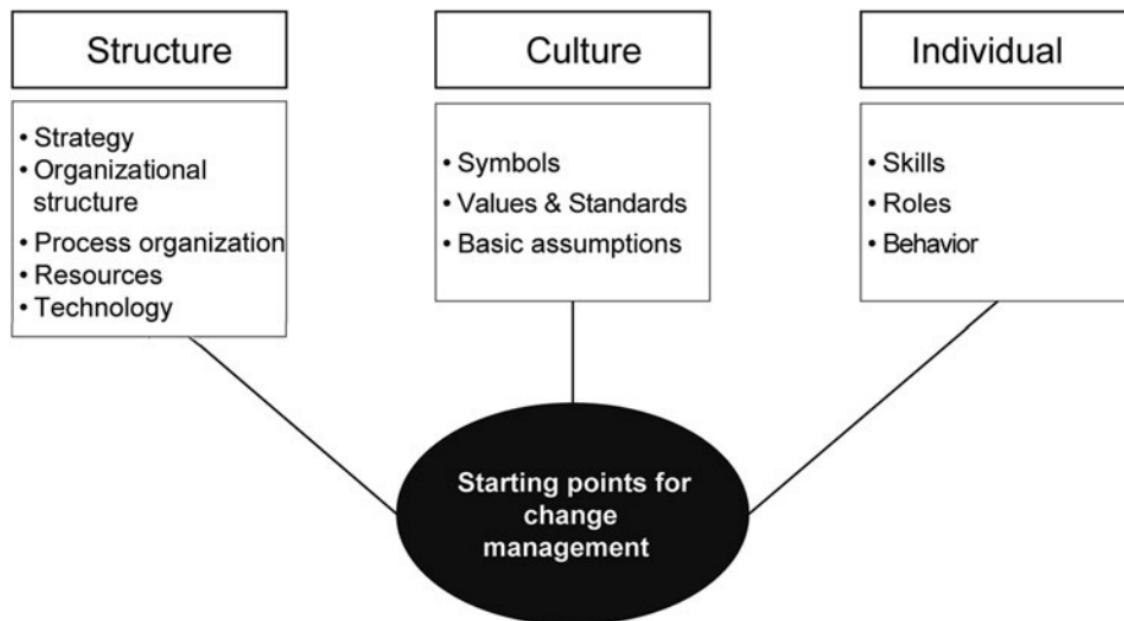 Structure
• Strategy
• Organizational
structure
• Process organization
• Resources
• Technology
Culture
• Symbols
• Values & Standards
• Basic assumptions
Individual
• Skills
• Roles
• Behavior
Starting points for
change
management